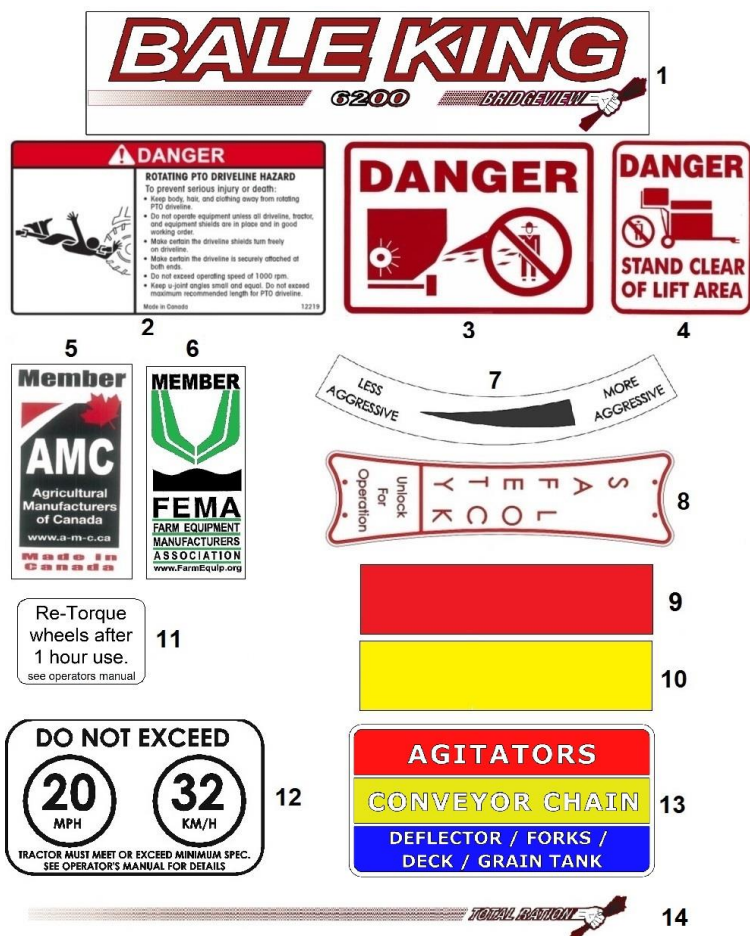 BALE KING
6200 BRIDGEVIEW
1
DANGER
ROTATING PTO DRIVELINE HAZARD
To prevent serious injury or death:
• Keep body, hair, and clothing away from rotating
PTO driveline.
• Do not operate equipment unless all driveline, tractor,
and equipment shields are in place and in good
working order.
• Make certain the driveline shields turn freely
on driveline.
• Make certain the driveline is securely attached at
both ends.
• Do not exceed operating speed of 1000 rpm.
• Keep u-joint angles small and equal. Do not exceed
maximum recommended length for PTO driveline.
Made in Canada 12219
2
DANGER
3
DANGER
STAND CLEAR
OF LIFT AREA
4
5
Member
AMC
Agricultural
Manufacturers
of Canada
www.a-m-c.ca
Made in
Canada
6
MEMBER
FEMA
FARM EQUIPMENT
MANUFACTURERS
ASSOCIATION
www.FarmEquip.org
7
LESS
AGGRESSIVE
MORE
AGGRESSIVE
SAFETY
LOCK
Unlock
For
Operation
8
9
10
Re-Torque
wheels after
1 hour use.
see operators manual
11
DO NOT EXCEED
20 32
MPH KM/H
TRACTOR MUST MEET OR EXCEED MINIMUM SPEC.
SEE OPERATOR'S MANUAL FOR DETAILS
12
AGITATORS
CONVEYOR CHAIN
DEFLECTOR / FORKS /
DECK / GRAIN TANK
13
TOTAL RATION
14